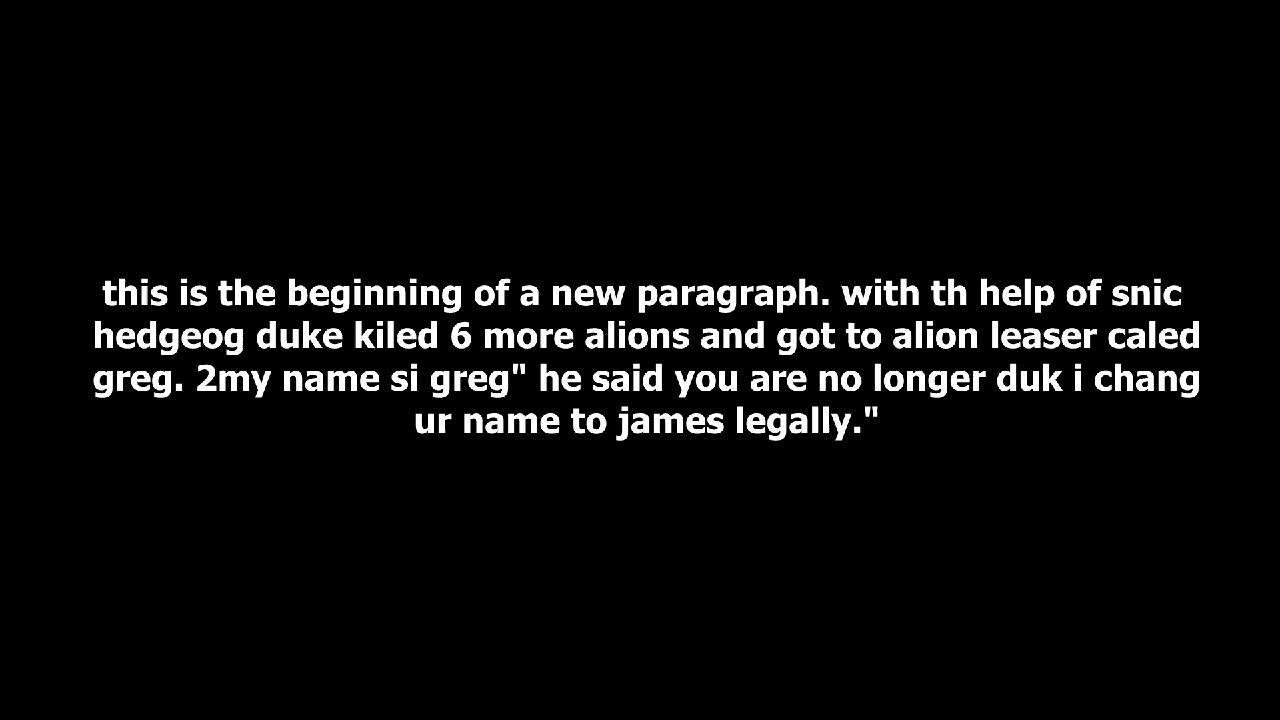 this is the beginning of a new paragraph. with th help of snic
hedgeog duke kiled 6 more alions and got to alion leaser caled
greg. 2my name si greg" he said you are no longer duk i chang
ur name to james legally."